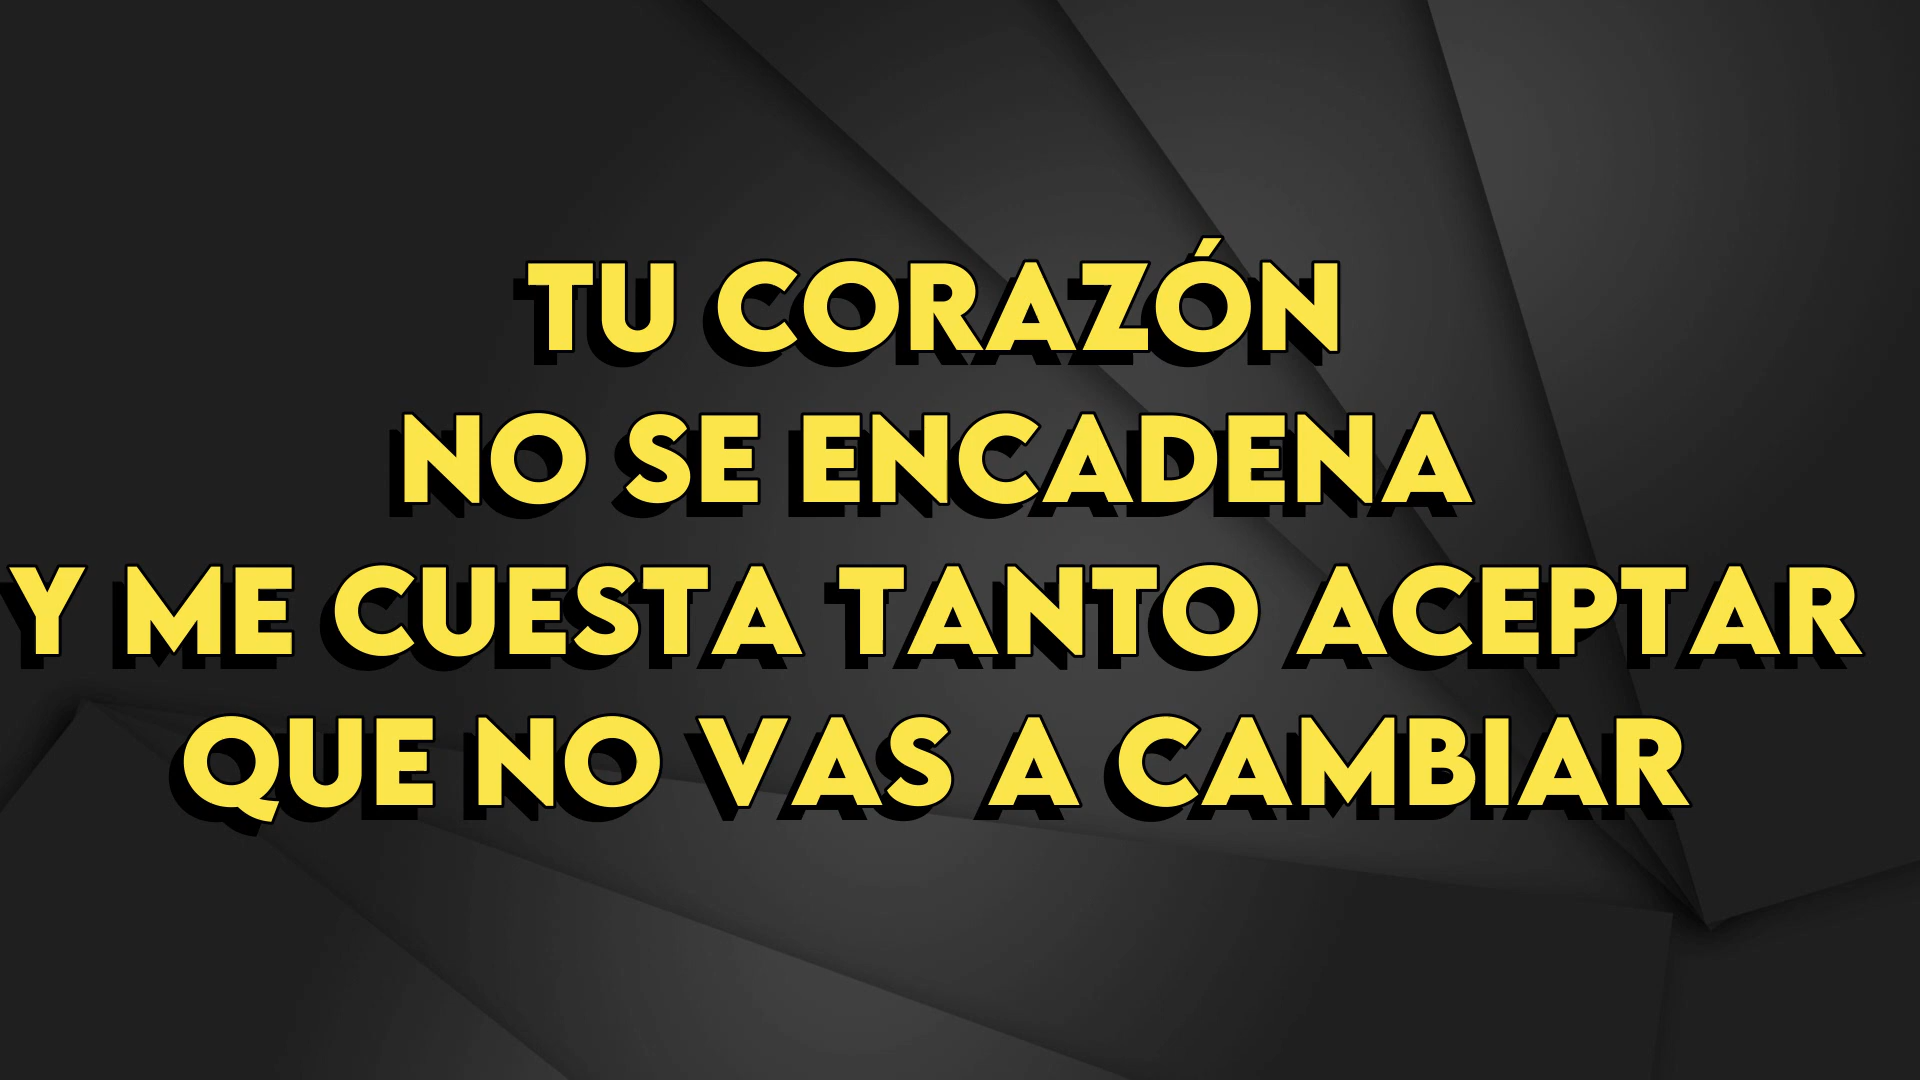 TU CORAZÓN
NO SE ENCADENA
Y ME CUESTA TANTO ACEPTAR
QUE NO VAS A CAMBIAR